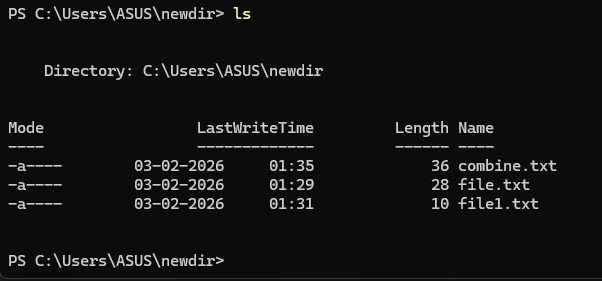 PS C:\Users\ASUS\newdir> ls
Directory: C:\Users\ASUS\newdir
Mode                 LastWriteTime         Length Name
----                 -------------         ------ ----
-a----        03-02-2026     01:35             36 combine.txt
-a----        03-02-2026     01:29             28 file.txt
-a----        03-02-2026     01:31             10 file1.txt
PS C:\Users\ASUS\newdir>